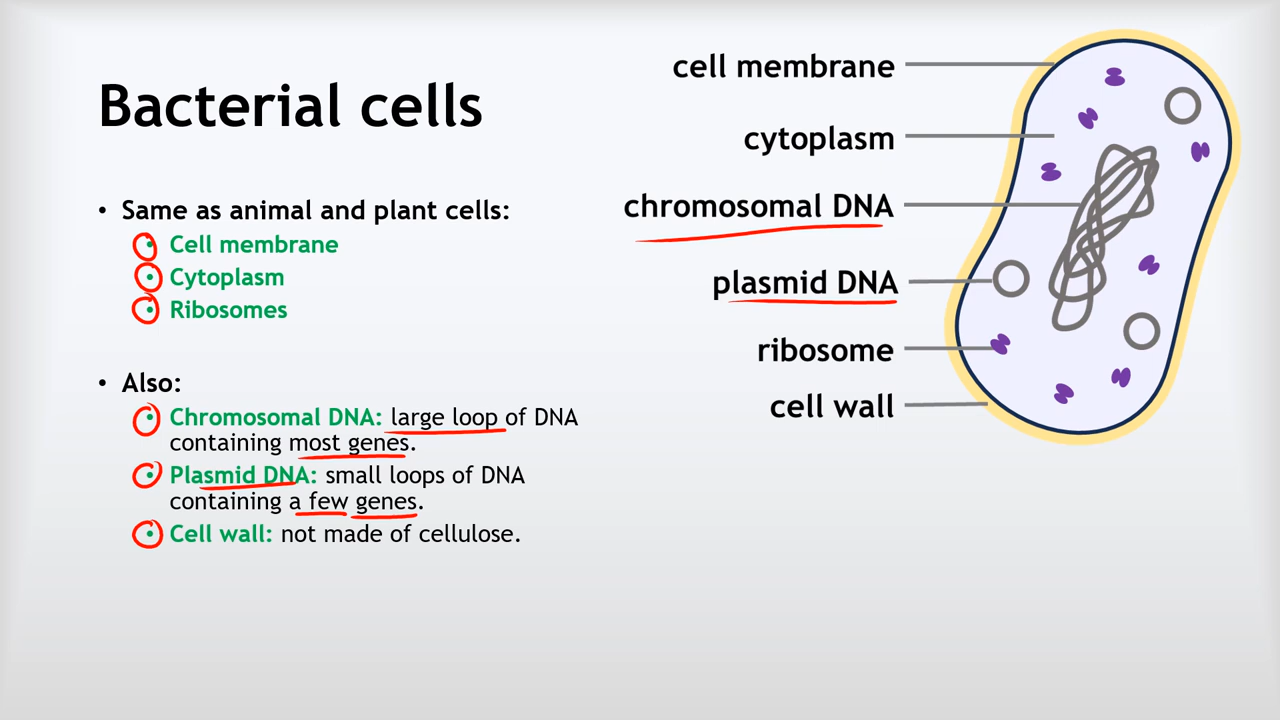 Bacterial cells
• Same as animal and plant cells:
• Cell membrane
• Cytoplasm
• Ribosomes
• Also:
• Chromosomal DNA: large loop of DNA
containing most genes.
• Plasmid DNA: small loops of DNA
containing a few genes.
• Cell wall: not made of cellulose.
cell membrane
cytoplasm
chromosomal DNA
plasmid DNA
ribosome
cell wall